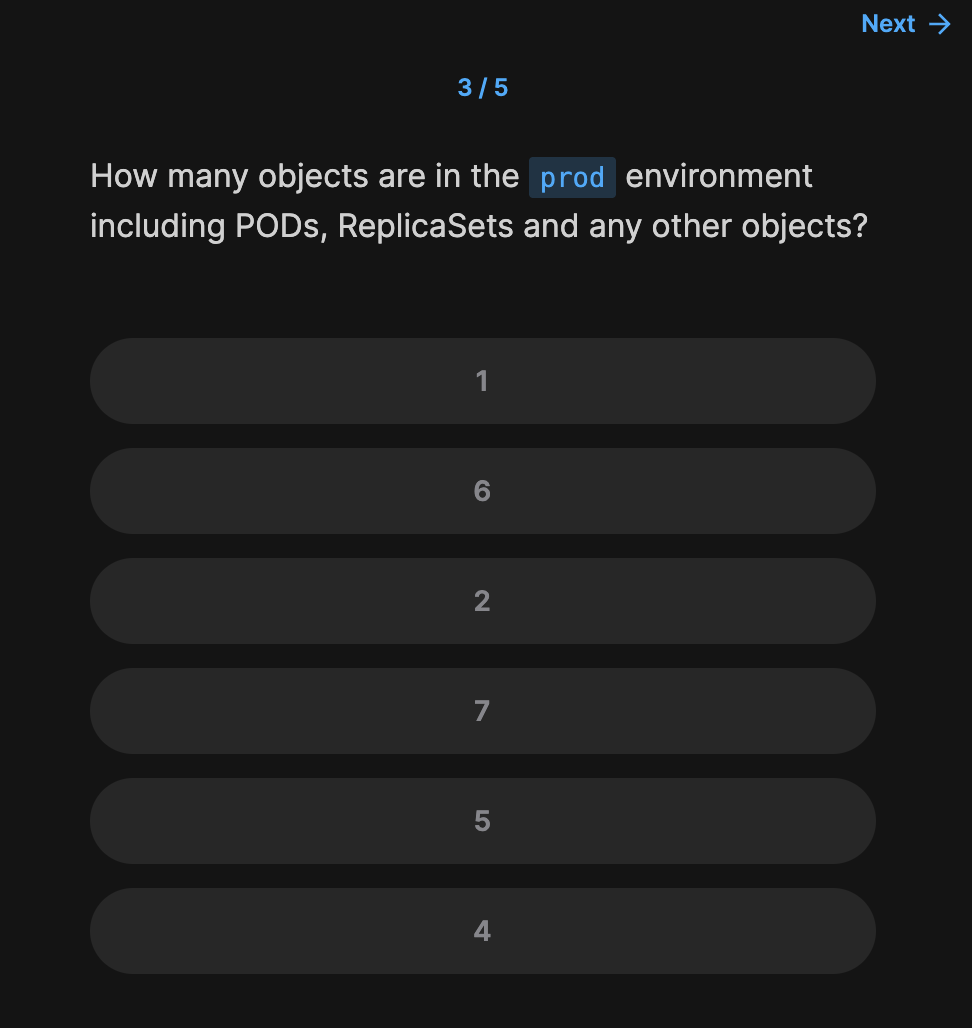 Next →
3 / 5
How many objects are in the prod environment
including PODs, ReplicaSets and any other objects?
1
6
2
7
5
4